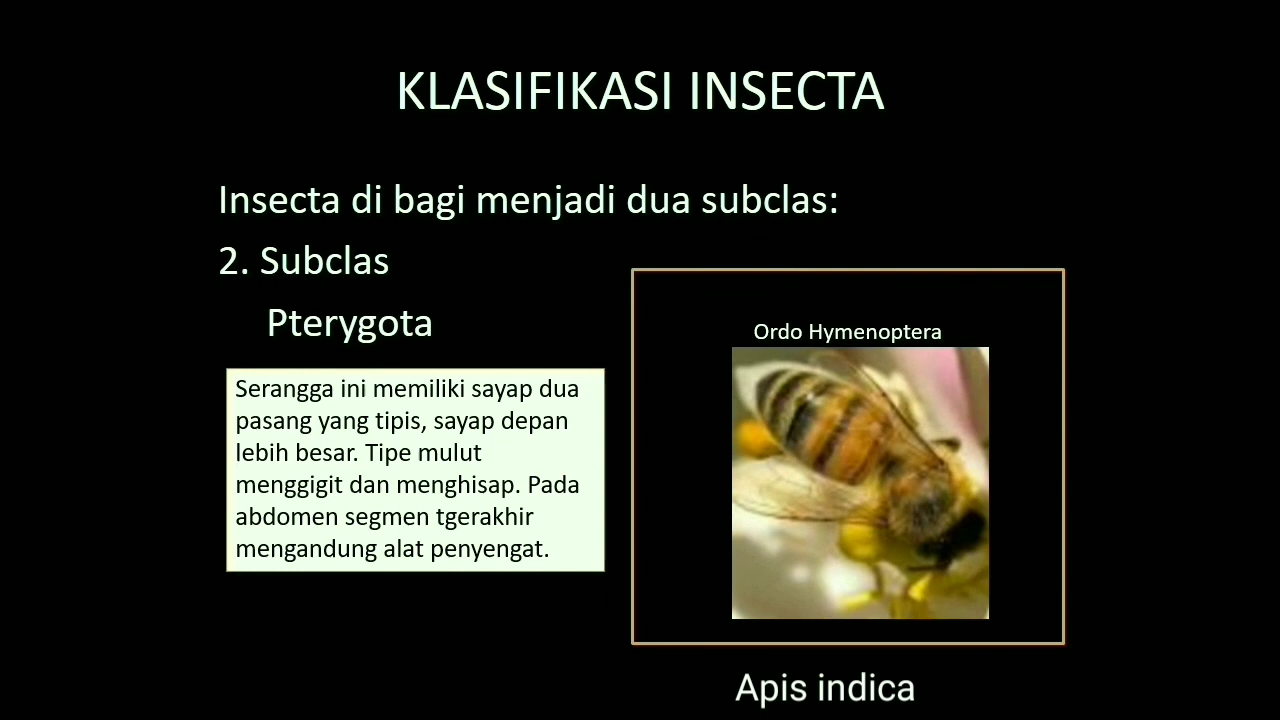 KLASIFIKASI INSECTA
Insecta di bagi menjadi dua subclas:
2. Subclas
Pterygota
Serangga ini memiliki sayap dua
pasang yang tipis, sayap depan
lebih besar. Tipe mulut
menggigit dan menghisap. Pada
abdomen segmen tgerakhir
mengandung alat penyengat.
Ordo Hymenoptera
Apis indica